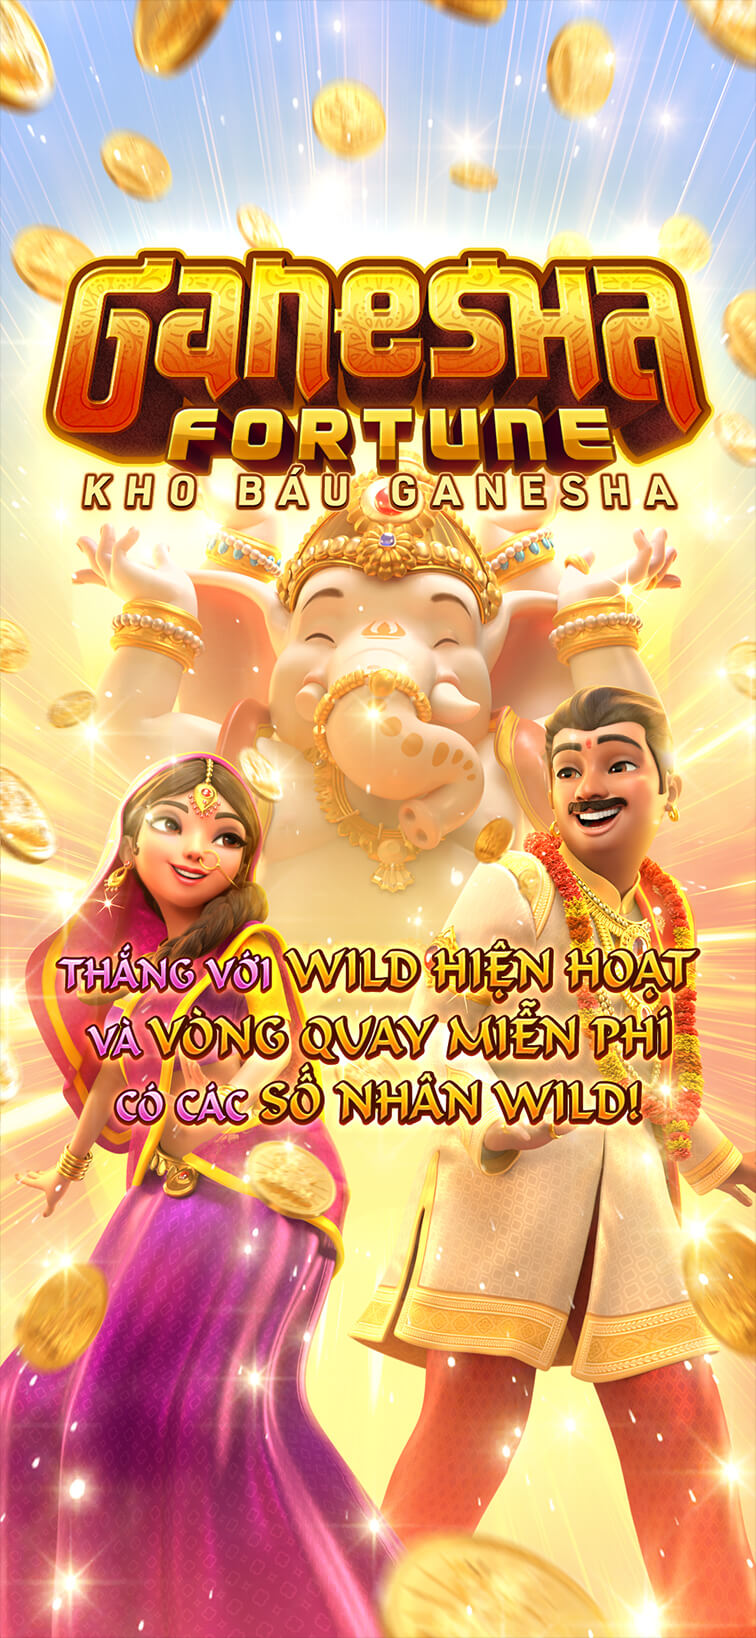 GANESHA
FORTUNE
KHO BÁU GANESHA
THẮNG VỚI WILD HIỆN HOẠT
VÀ VÒNG QUAY MIỄN PHÍ
CÓ CÁC SỐ NHÂN WILD!